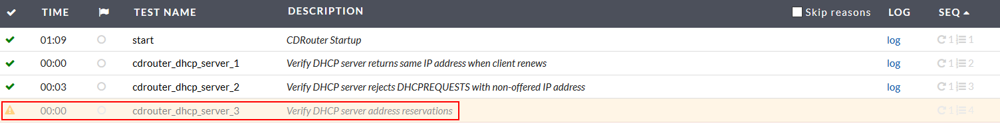 TIME TEST NAME DESCRIPTION Skip reasons LOG SEQ
01:09 start CDRouter Startup log 1 1
00:00 cdrouter_dhcp_server_1 Verify DHCP server returns same IP address when client renews log 1 2
00:03 cdrouter_dhcp_server_2 Verify DHCP server rejects DHCPREQUESTS with non-offered IP address log 1 3
00:00 cdrouter_dhcp_server_3 Verify DHCP server address reservations 1 4